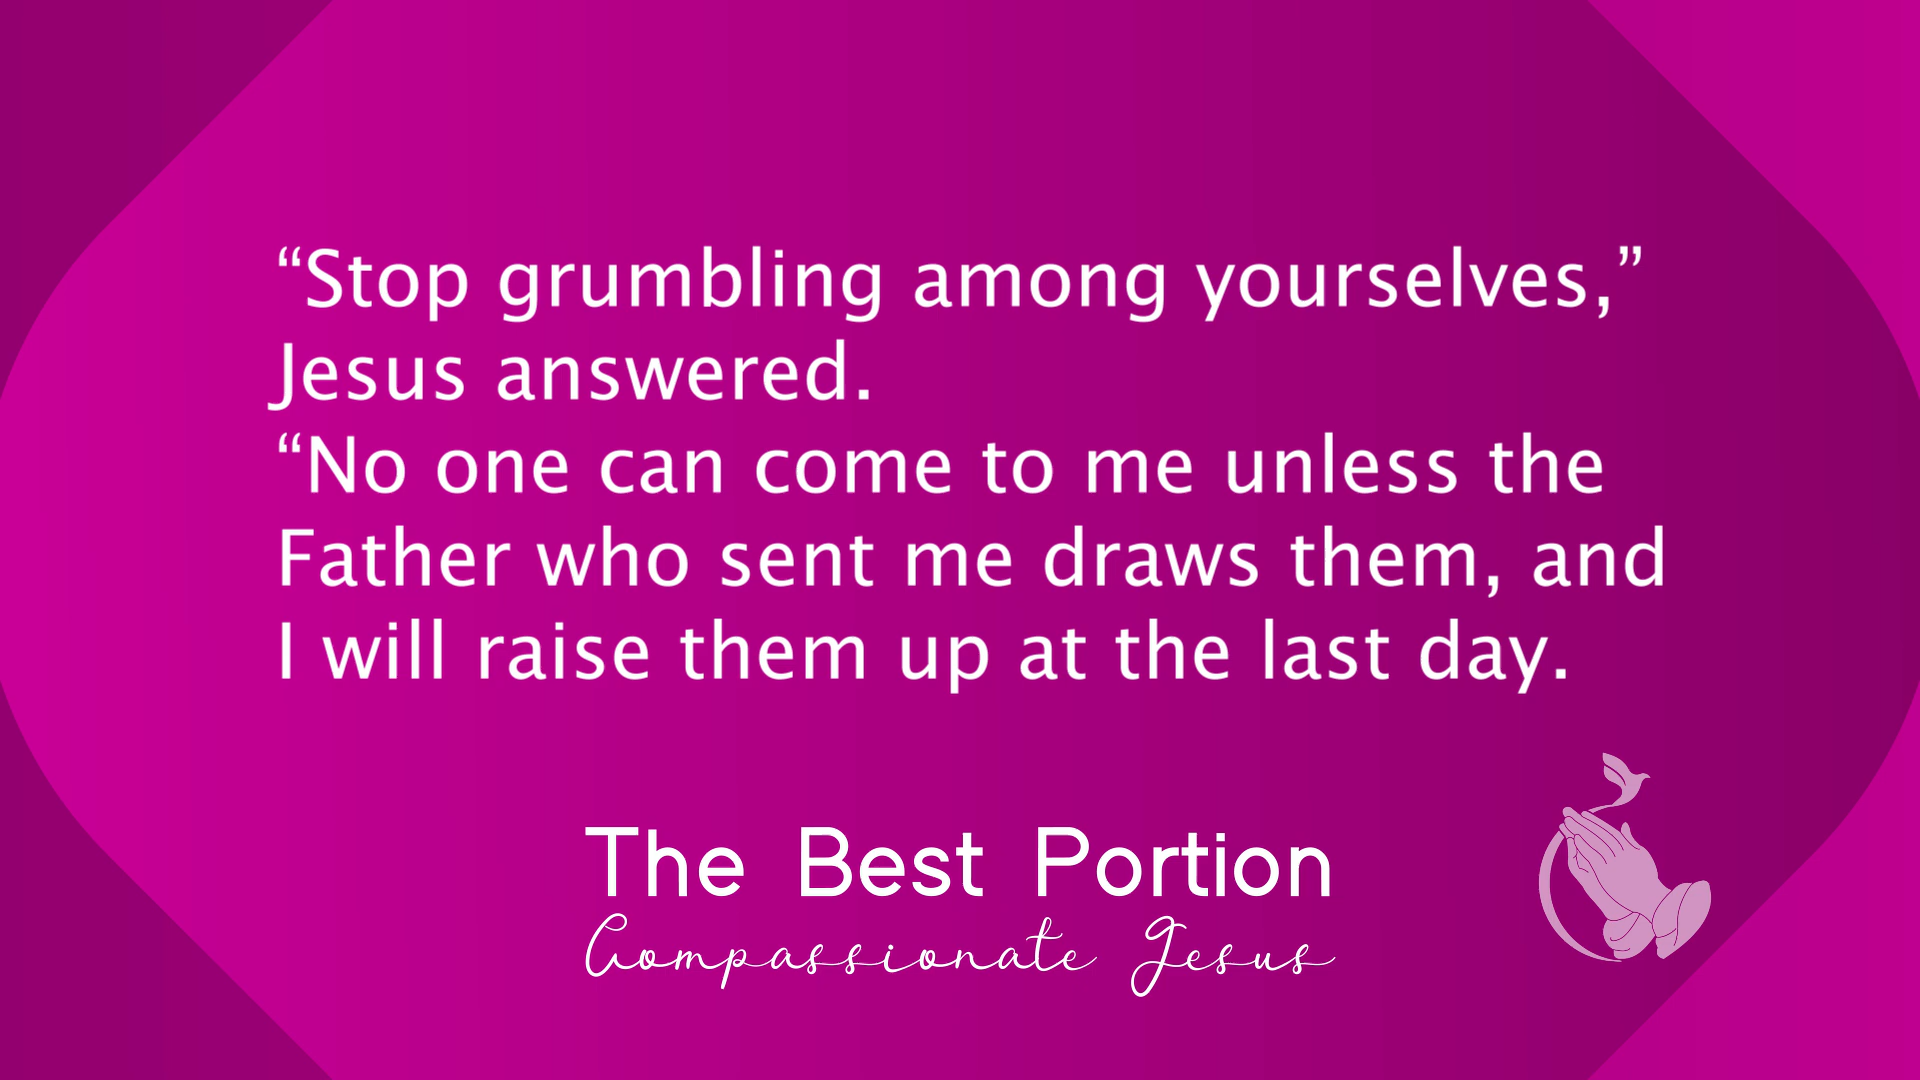 “Stop grumbling among yourselves,”
Jesus answered.
“No one can come to me unless the
Father who sent me draws them, and
I will raise them up at the last day.
The Best Portion
Compassionate Jesus